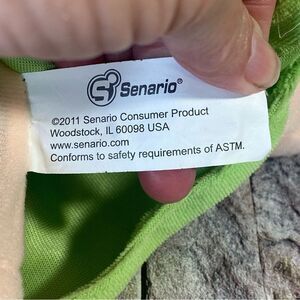 Senario®
©2011 Senario Consumer Product
Woodstock, IL 60098 USA
www.senario.com
Conforms to safety requirements of ASTM.